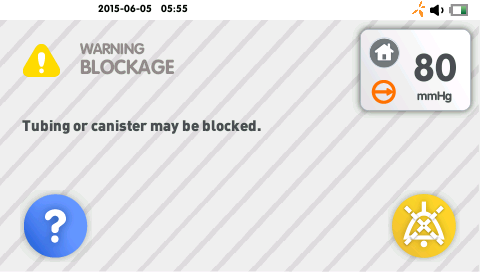 2015-06-05 05:55
WARNING
BLOCKAGE
80
mmHg
Tubing or canister may be blocked.
?